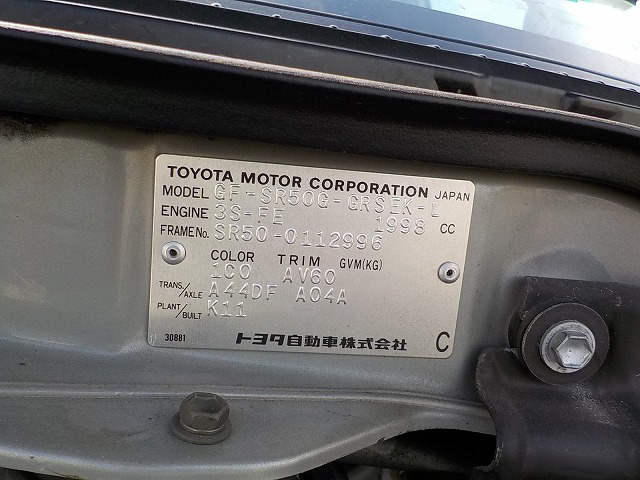 TOYOTA MOTOR CORPORATION JAPAN
MODEL GF-SR50G-GRSEK-L
ENGINE 3S-FE 1998 CC
FRAME No. SR50-0112996
COLOR TRIM GVM(KG)
1C0 AV60
TRANS./AXLE A44DF A04A
PLANT/BUILT K11
30881 トヨタ自動車株式会社 C